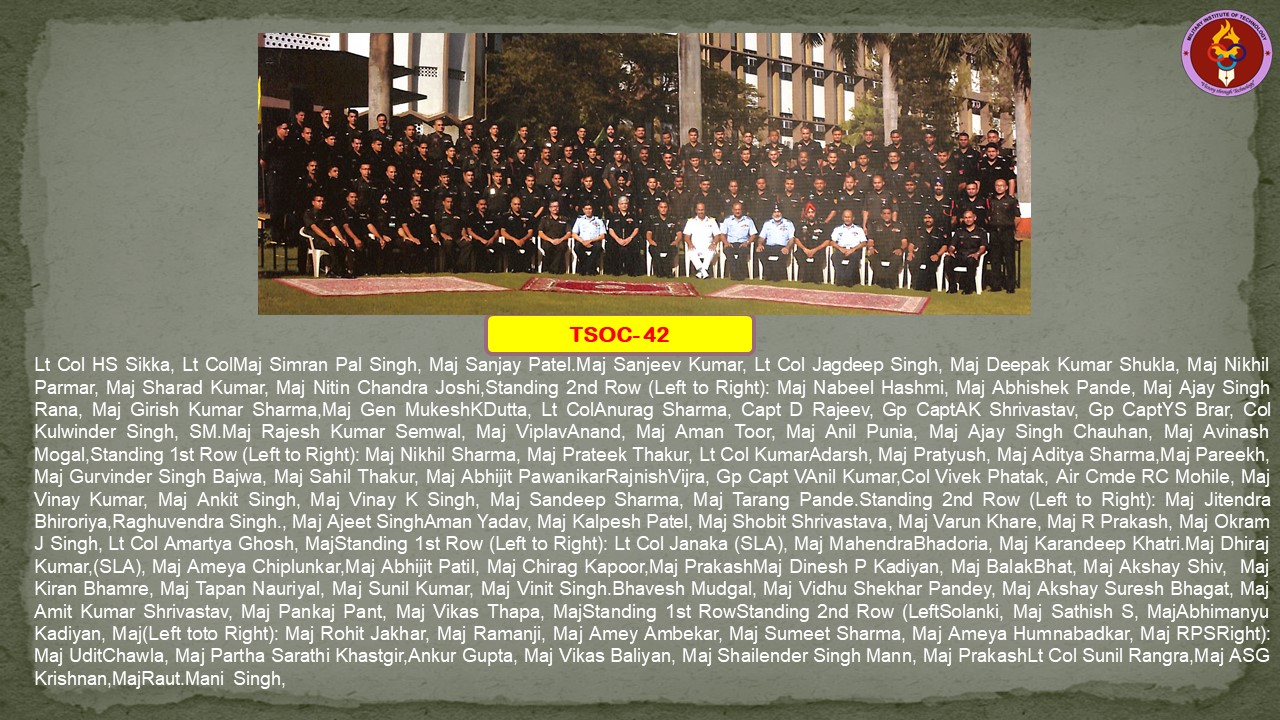 MILITARY INSTITUTE OF TECHNOLOGY
TSOC- 42
Lt Col HS Sikka, Lt ColMaj Simran Pal Singh, Maj Sanjay Patel.Maj Sanjeev Kumar, Lt Col Jagdeep Singh, Maj Deepak Kumar Shukla, Maj Nikhil
Parmar, Maj Sharad Kumar, Maj Nitin Chandra Joshi,Standing 2nd Row (Left to Right): Maj Nabeel Hashmi, Maj Abhishek Pande, Maj Ajay Singh
Rana, Maj Girish Kumar Sharma,Maj Gen MukeshKDutta, Lt ColAnurag Sharma, Capt D Rajeev, Gp CaptAK Shrivastav, Gp CaptYS Brar, Col
Kulwinder Singh, SM.Maj Rajesh Kumar Semwal, Maj ViplavAnand, Maj Aman Toor, Maj Anil Punia, Maj Ajay Singh Chauhan, Maj Avinash
Mogal,Standing 1st Row (Left to Right): Maj Nikhil Sharma, Maj Prateek Thakur, Lt Col KumarAdarsh, Maj Pratyush, Maj Aditya Sharma,Maj Pareekh,
Maj Gurvinder Singh Bajwa, Maj Sahil Thakur, Maj Abhijit PawanikarRajnishVijra, Gp Capt VAnil Kumar,Col Vivek Phatak, Air Cmde RC Mohile, Maj
Vinay Kumar, Maj Ankit Singh, Maj Vinay K Singh, Maj Sandeep Sharma, Maj Tarang Pande.Standing 2nd Row (Left to Right): Maj Jitendra
Bhiroriya,Raghuvendra Singh., Maj Ajeet SinghAman Yadav, Maj Kalpesh Patel, Maj Shobit Shrivastava, Maj Varun Khare, Maj R Prakash, Maj Okram
J Singh, Lt Col Amartya Ghosh, MajStanding 1st Row (Left to Right): Lt Col Janaka (SLA), Maj MahendraBhadoria, Maj Karandeep Khatri.Maj Dhiraj
Kumar,(SLA), Maj Ameya Chiplunkar,Maj Abhijit Patil, Maj Chirag Kapoor,Maj PrakashMaj Dinesh P Kadiyan, Maj BalakBhat, Maj Akshay Shiv, Maj
Kiran Bhamre, Maj Tapan Nauriyal, Maj Sunil Kumar, Maj Vinit Singh.Bhavesh Mudgal, Maj Vidhu Shekhar Pandey, Maj Akshay Suresh Bhagat, Maj
Amit Kumar Shrivastav, Maj Pankaj Pant, Maj Vikas Thapa, MajStanding 1st RowStanding 2nd Row (LeftSolanki, Maj Sathish S, MajAbhimanyu
Kadiyan, Maj(Left toto Right): Maj Rohit Jakhar, Maj Ramanji, Maj Amey Ambekar, Maj Sumeet Sharma, Maj Ameya Humnabadkar, Maj RPSRight):
Maj UditChawla, Maj Partha Sarathi Khastgir,Ankur Gupta, Maj Vikas Baliyan, Maj Shailender Singh Mann, Maj PrakashLt Col Sunil Rangra,Maj ASG
Krishnan,MajRaut.Mani Singh,